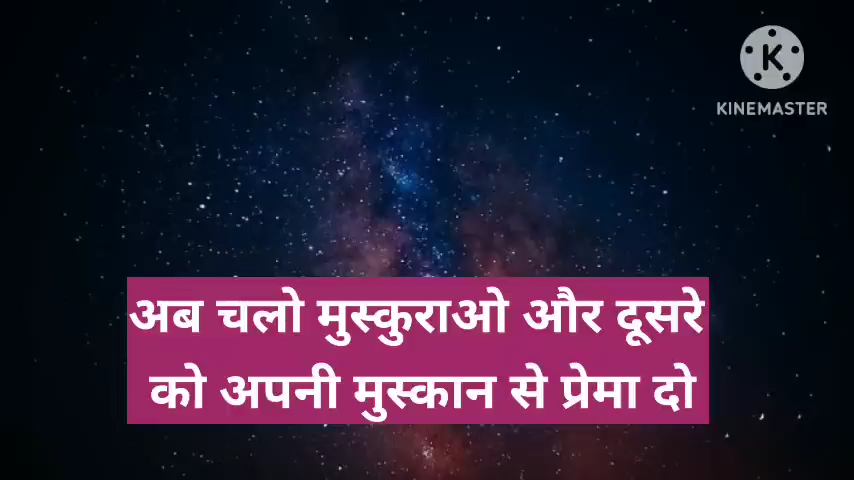 KINEMASTER
अब चलो मुस्कुराओ और दूसरे
को अपनी मुस्कान से प्रेमा दो